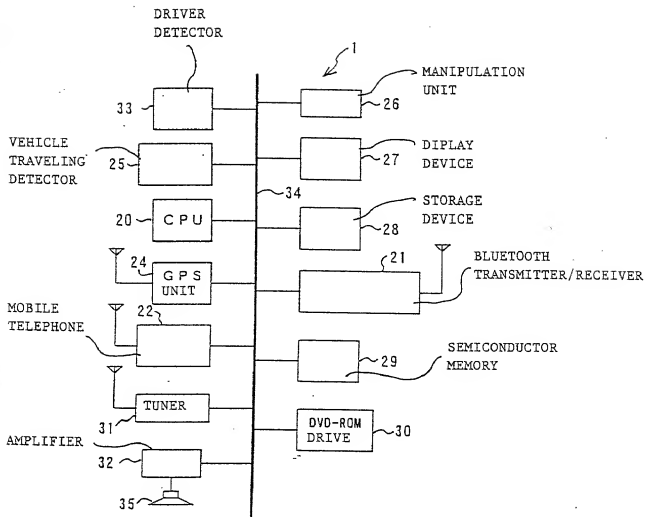 DRIVER
DETECTOR
1
33
MANIPULATION
UNIT
26
VEHICLE
TRAVELING
DETECTOR
25
DIPLAY
DEVICE
27
34
20
CPU
STORAGE
DEVICE
28
24
GPS
UNIT
21
BLUETOOTH
TRANSMITTER/RECEIVER
MOBILE
TELEPHONE
22
29
SEMICONDUCTOR
MEMORY
TUNER
31
DVD-ROM
DRIVE
30
AMPLIFIER
32
35